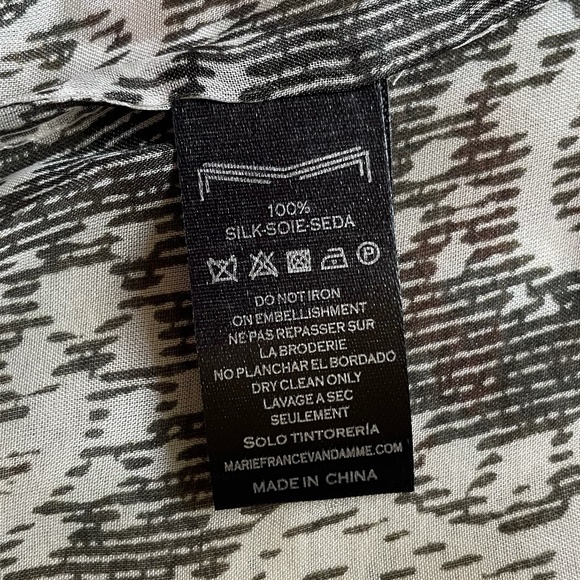 100%
SILK-SOIE-SEDA
P
DO NOT IRON
ON EMBELLISHMENT
NE PAS REPASSER SUR
LA BRODERIE
NO PLANCHAR EL BORDADO
DRY CLEAN ONLY
LAVAGE A SEC
SEULEMENT
SOLO TINTORERÍA
MARIEFRANCEVANDAMME.COM
MADE IN CHINA